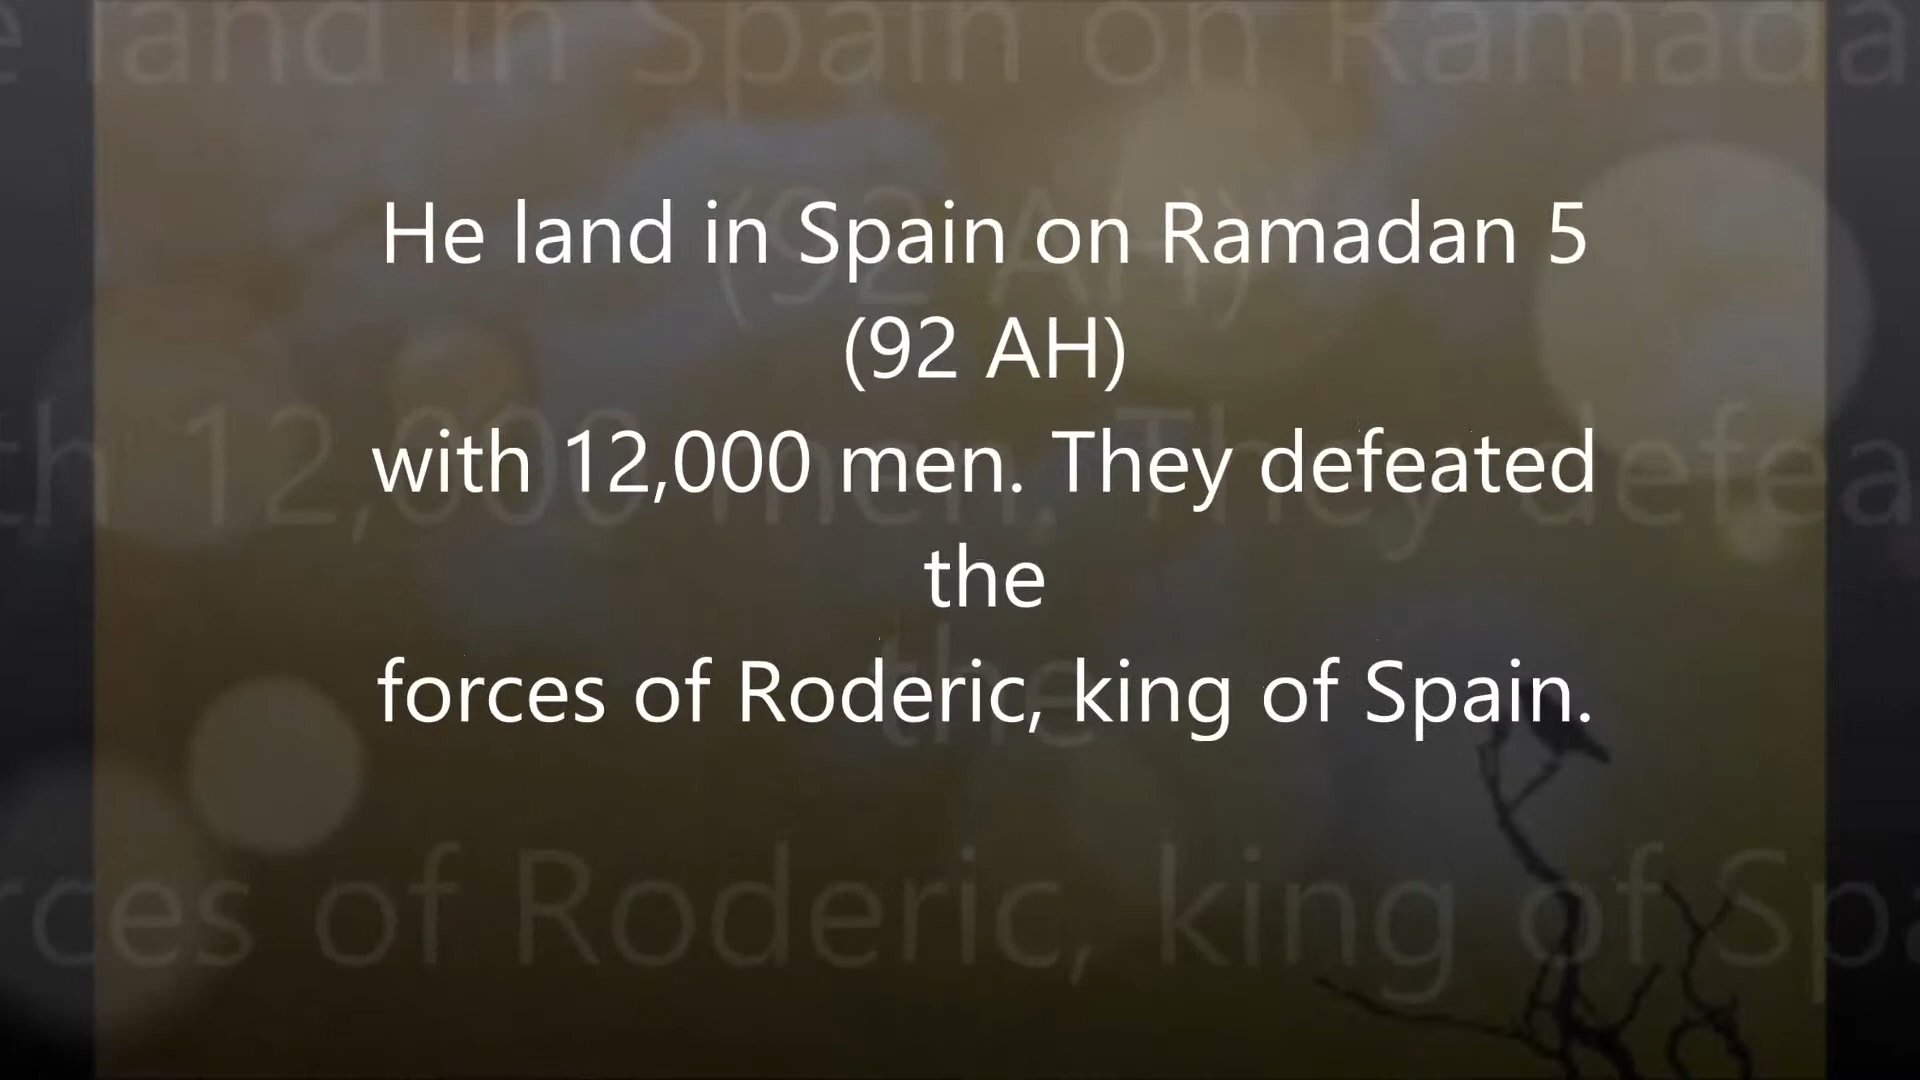 He land in Spain on Ramadan 5
(92 AH)
with 12,000 men. They defeated
the
forces of Roderic, king of Spain.